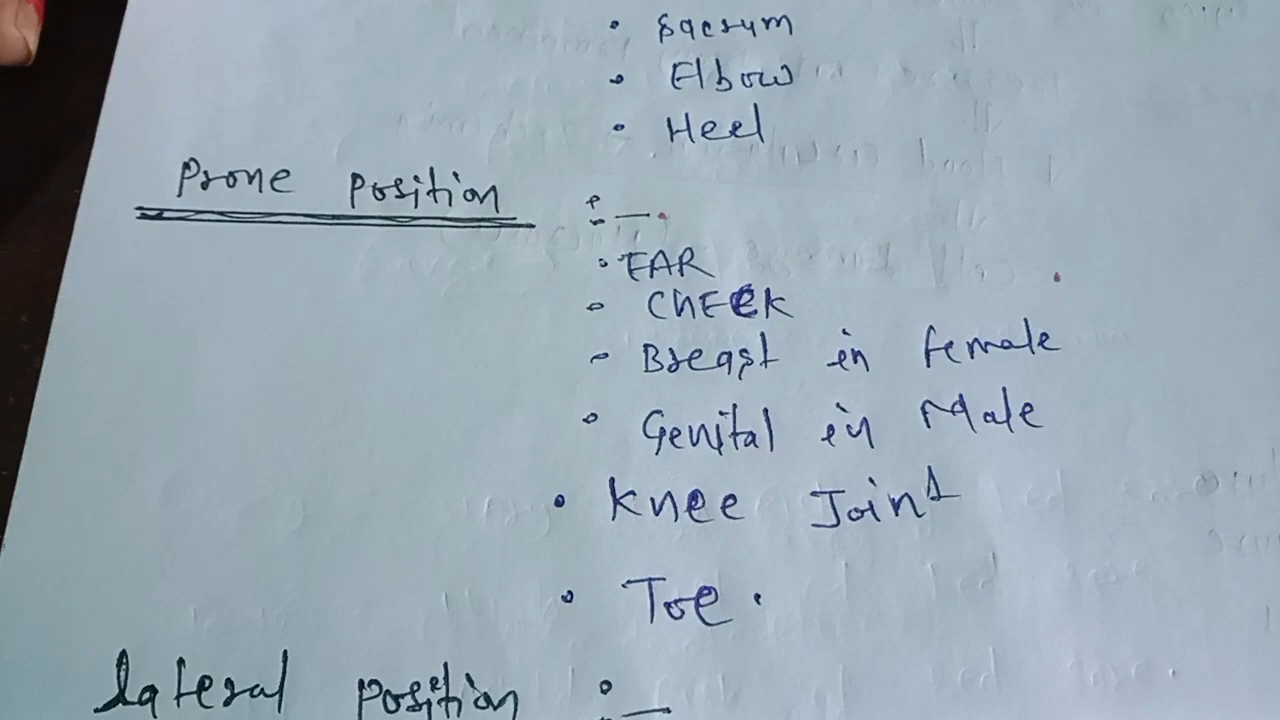 • Sacrum
• Elbow
• Heel
Prone Position :-
• EAR
• CHEEK
• Breast in female
• Genital in Male
• Knee Joint
• Toe.
lateral position :-